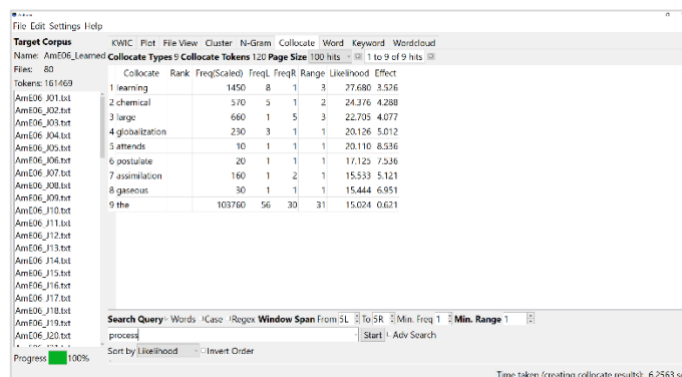 File Edit Settings Help
Target Corpus
Name: AmE06_Learned
Files: 80
Tokens: 161469
AmE06_J01.txt
AmE06_J02.txt
AmE06_J03.txt
AmE06_J04.txt
AmE06_J05.txt
AmE06_J06.txt
AmE06_J07.txt
AmE06_J08.txt
AmE06_J09.txt
AmE06_J10.txt
AmE06_J11.txt
AmE06_J12.txt
AmE06_J13.txt
AmE06_J14.txt
AmE06_J15.txt
AmE06_J16.txt
AmE06_J17.txt
AmE06_J18.txt
AmE06_J19.txt
AmE06_J20.txt
Progress 100%
KWIC Plot File View Cluster N-Gram Collocate Word Keyword Wordcloud
Collocate Types 9 Collocate Tokens 120 Page Size 100 hits 1 to 9 of 9 hits
Collocate Rank Freq(Scaled) FreqL FreqR Range Likelihood Effect
1 learning 1450 8 1 3 27.680 3.526
2 chemical 570 5 1 2 24.376 4.288
3 large 660 1 5 3 22.705 4.077
4 globalization 230 3 1 1 20.126 5.012
5 attends 10 1 1 1 20.110 8.536
6 postulate 20 1 1 1 17.125 7.536
7 assimilation 160 1 2 1 15.533 5.121
8 gaseous 30 1 1 1 15.444 6.951
9 the 103760 56 30 31 15.024 0.621
Search Query Words Case Regex Window Span From 5L To 5R Min. Freq 1 Min. Range 1
process Start Adv Search
Sort by Likelihood Invert Order
Time taken (creating collocate results): 6.2563 s